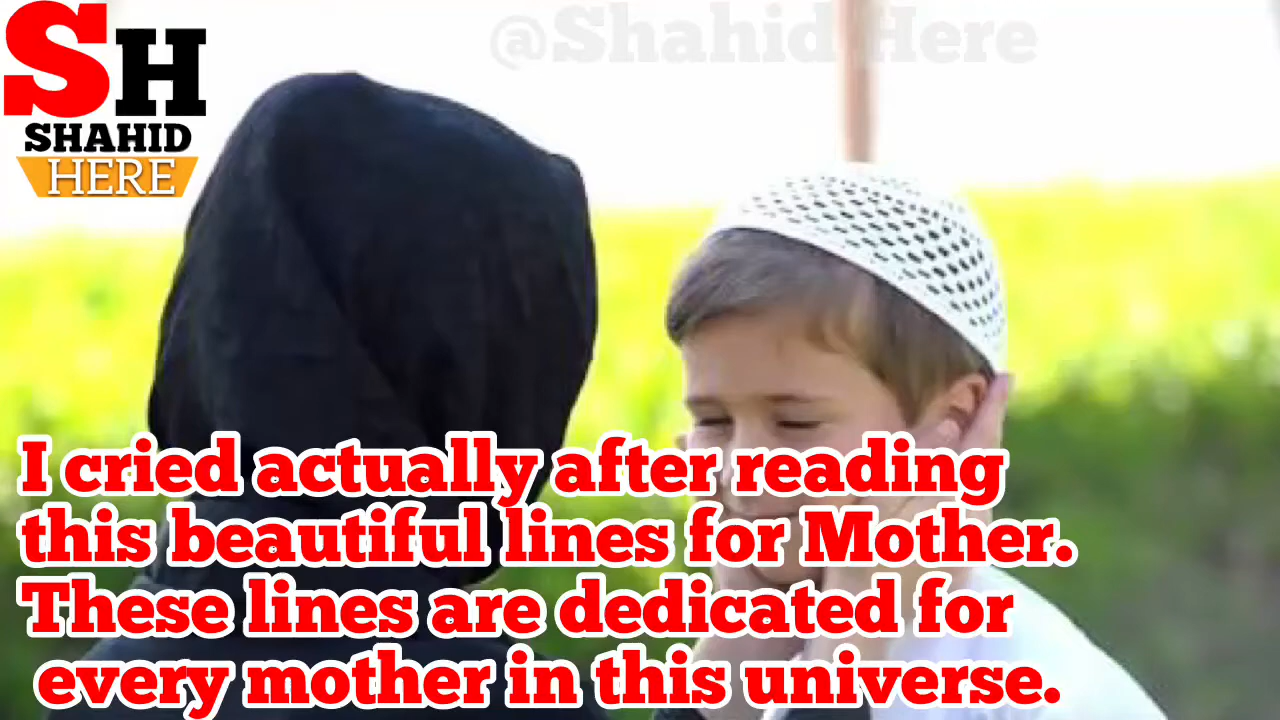 @Shahid Here
SH
SHAHID
HERE
I cried actually after reading
this beautiful lines for Mother.
These lines are dedicated for
every mother in this universe.